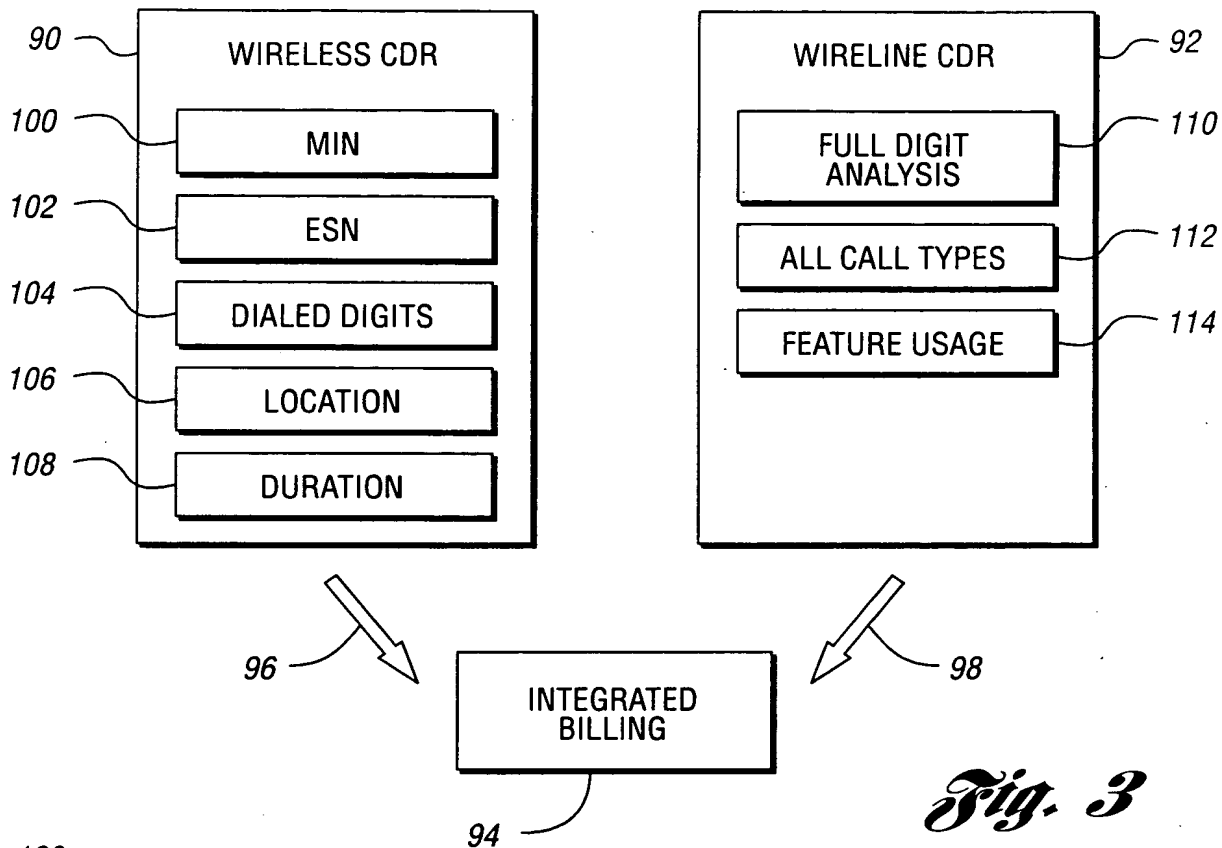 90
WIRELESS CDR
100
MIN
102
ESN
104
DIALED DIGITS
106
LOCATION
108
DURATION
92
WIRELINE CDR
110
FULL DIGIT
ANALYSIS
112
ALL CALL TYPES
114
FEATURE USAGE
96
98
INTEGRATED
BILLING
94
Fig. 3